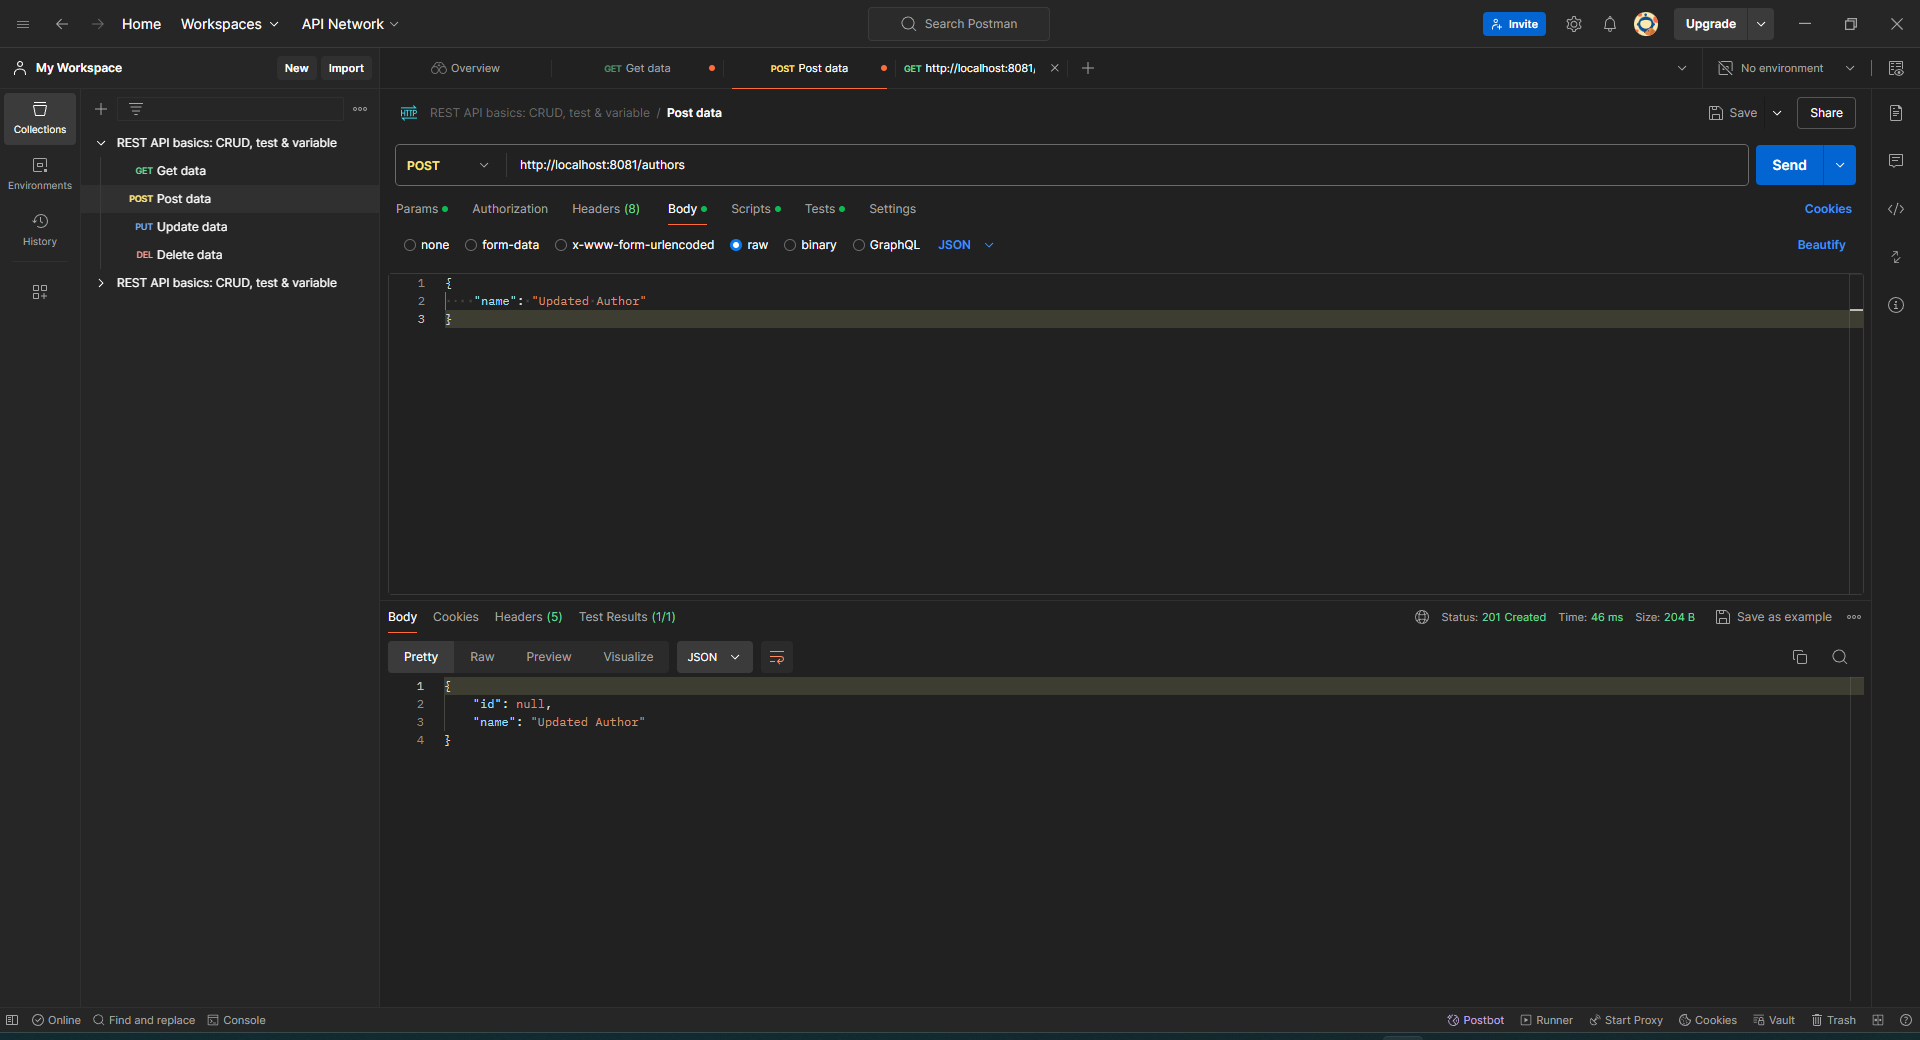 Home Workspaces API Network Search Postman Invite Upgrade
My Workspace New Import Overview GET Get data POST Post data GET http://localhost:8081/ No environment
REST API basics: CRUD, test & variable / Post data Save Share
Collections
Environments
History
REST API basics: CRUD, test & variable
GET Get data
POST Post data
PUT Update data
DEL Delete data
REST API basics: CRUD, test & variable
POST http://localhost:8081/authors Send
Params Authorization Headers (8) Body Scripts Tests Settings Cookies
none form-data x-www-form-urlencoded raw binary GraphQL JSON Beautify
1 {
2 "name": "Updated Author"
3 }
Body Cookies Headers (5) Test Results (1/1) Status: 201 Created Time: 46 ms Size: 204 B Save as example
Pretty Raw Preview Visualize JSON
1 {
2 "id": null,
3 "name": "Updated Author"
4 }
Online Find and replace Console Postbot Runner Start Proxy Cookies Vault Trash